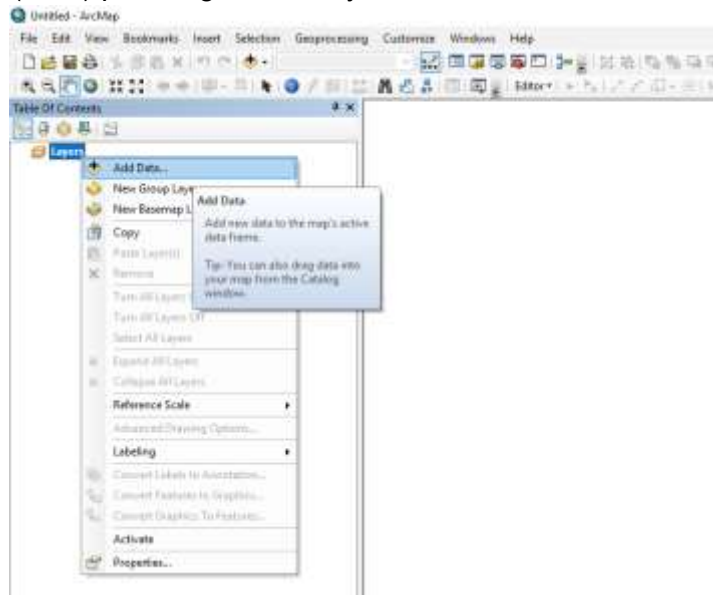 Untitled - ArcMap
File Edit View Bookmarks Insert Selection Geoprocessing Customize Windows Help
Editor
Table Of Contents
Layers
Add Data...
New Group Laye
New Basemap L
Copy
Paste Layer(s)
Remove
Turn All Layers
Turn All Layers Off
Select All Layers
Expand All Layers
Collapse All Layers
Reference Scale
Advanced Drawing Options...
Labeling
Convert Labels to Annotation...
Convert Features to Graphics...
Convert Graphics To Features...
Activate
Properties...
Add Data
Add new data to the map's active
data frame.
Tip: You can also drag data into
your map from the Catalog
window.